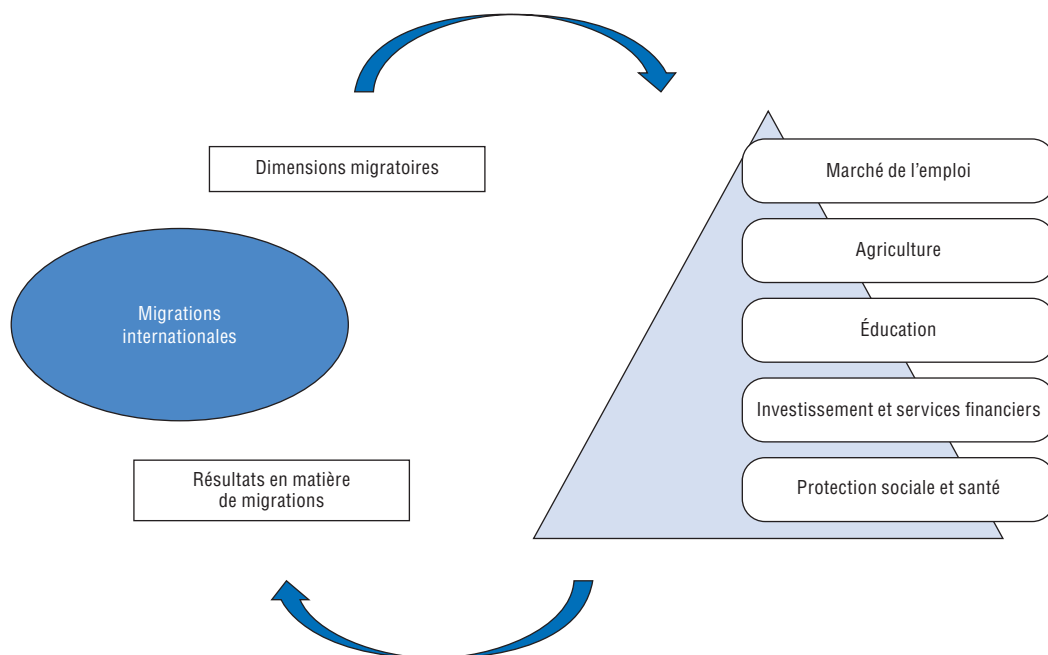 Dimensions migratoires
Migrations
internationales
Résultats en matière
de migrations
Marché de l'emploi
Agriculture
Éducation
Investissement et services financiers
Protection sociale et santé